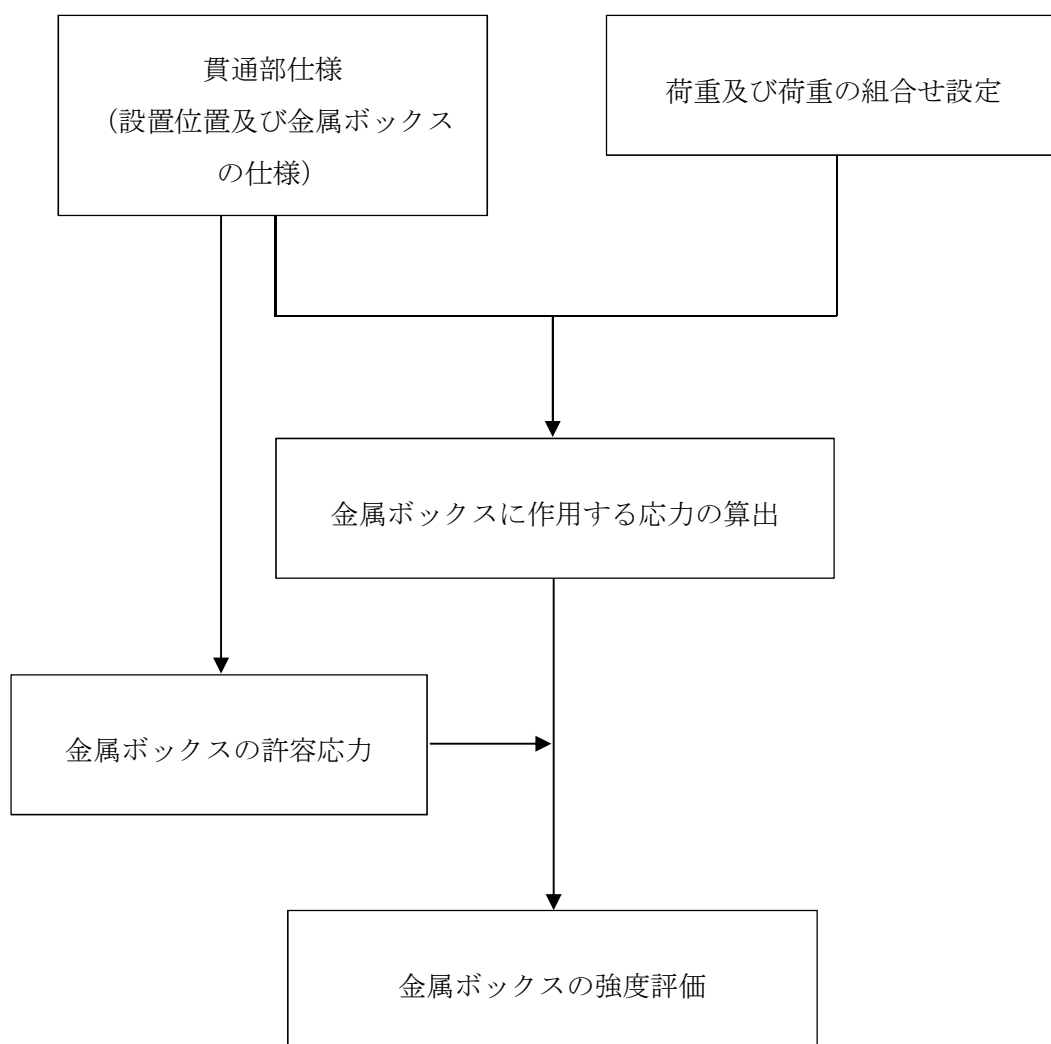 貫通部仕様
（設置位置及び金属ボックス
の仕様）
荷重及び荷重の組合せ設定
金属ボックスに作用する応力の算出
金属ボックスの許容応力
金属ボックスの強度評価